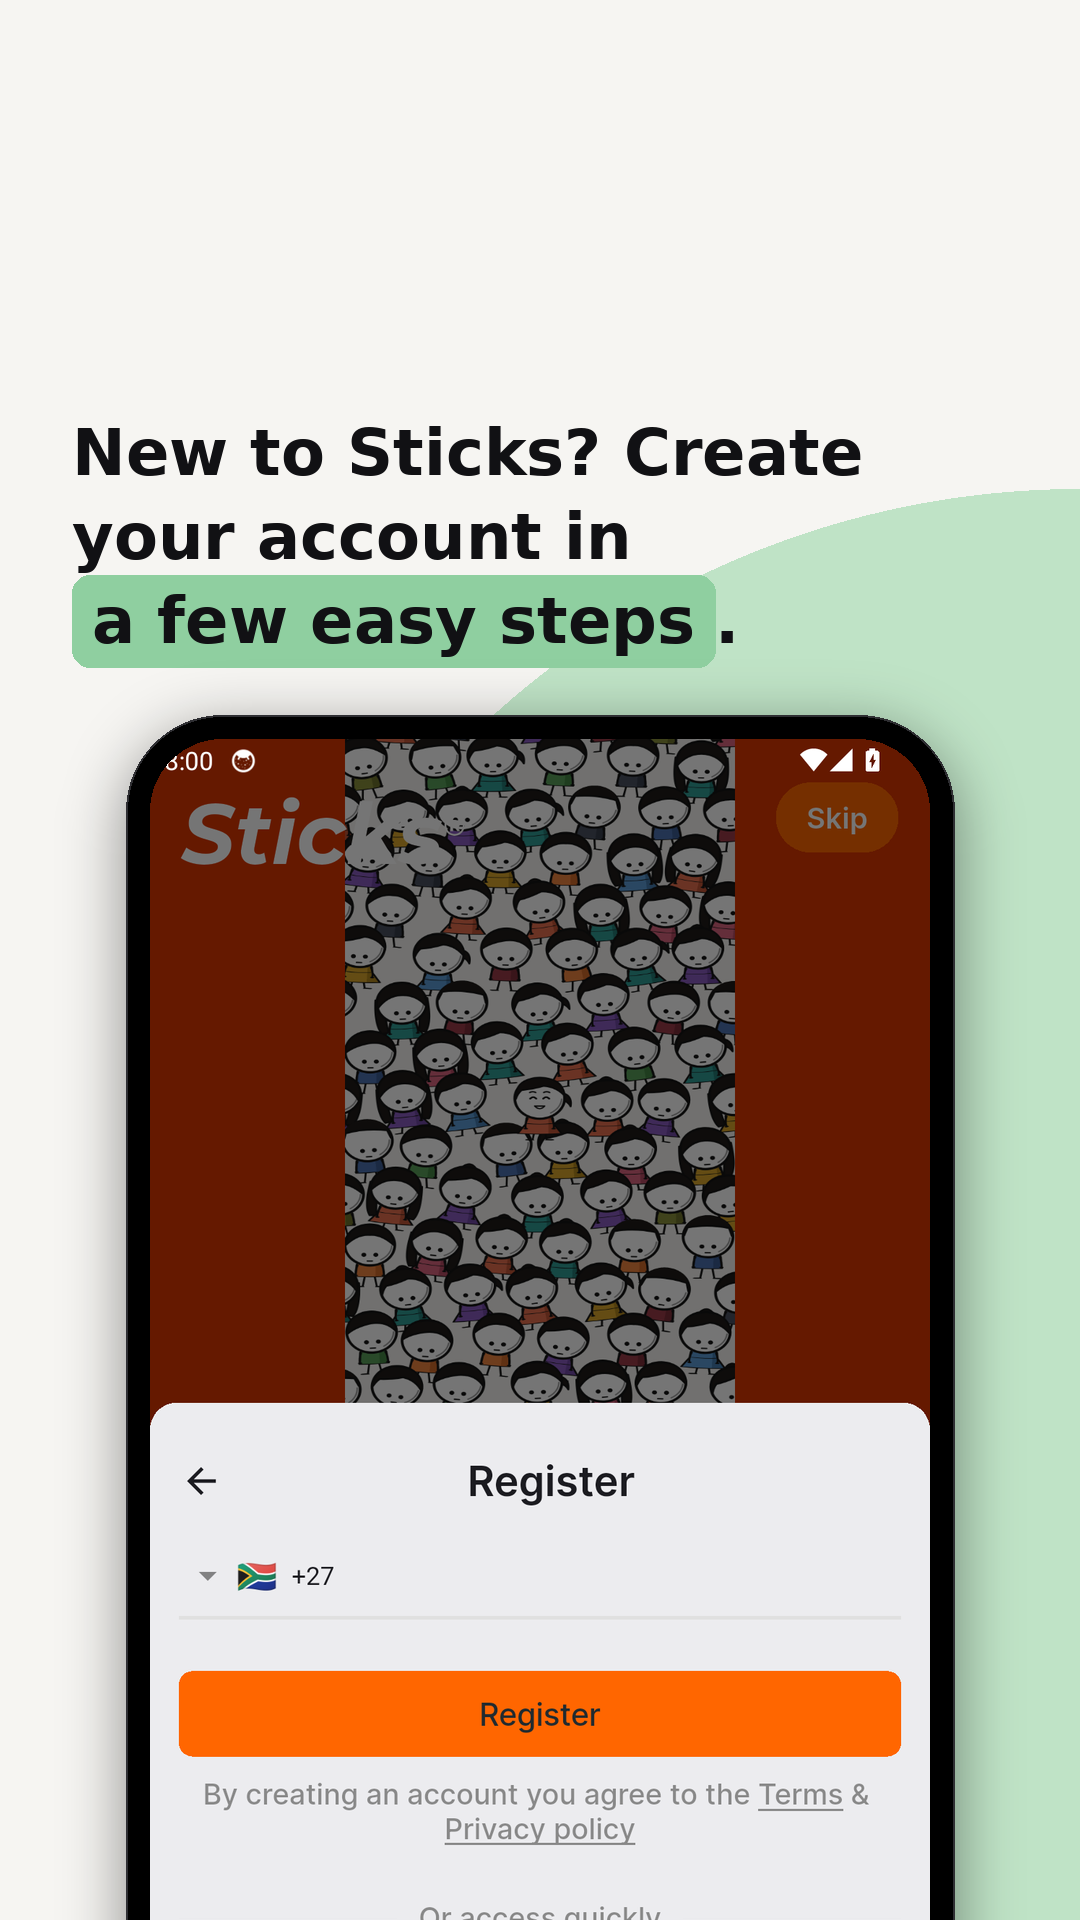 New to Sticks? Create
your account in
a few easy steps.
8:00
Sticks
Skip
Register
+27
Register
By creating an account you agree to the Terms &
Privacy policy
Or access quickly